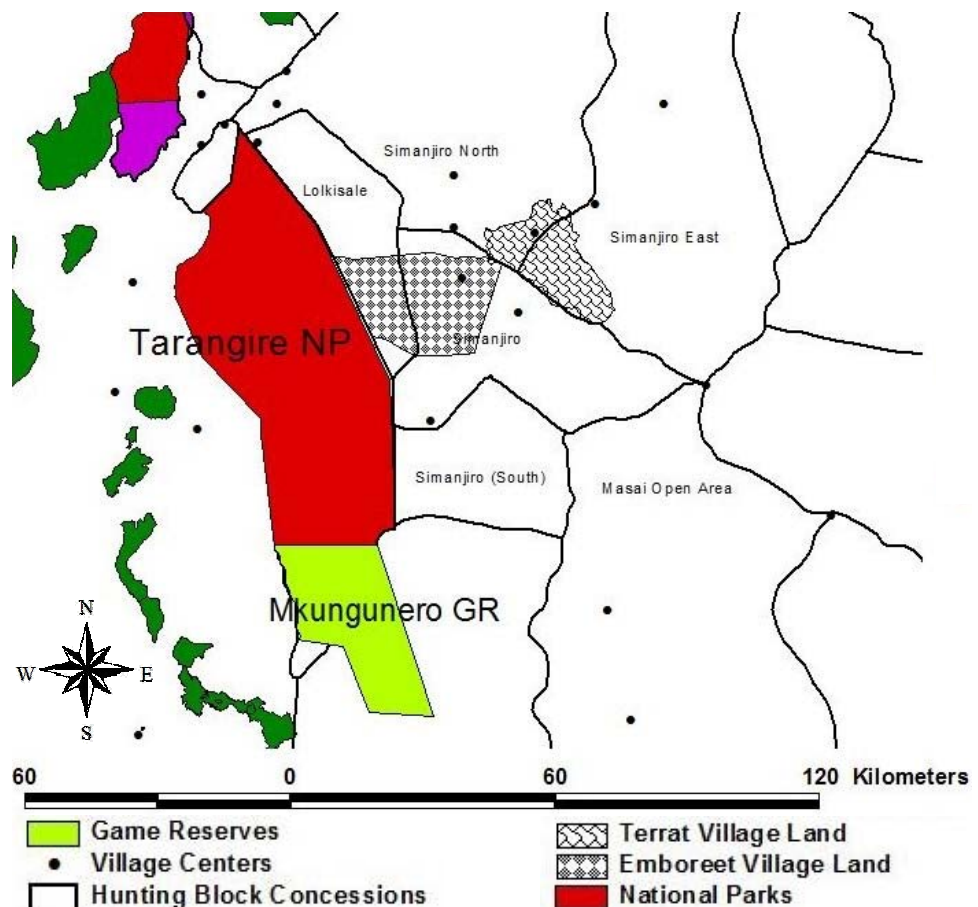 Simanjiro North
Lolkisale
Simanjiro East
Tarangire NP
Simanjiro
Simanjiro (South)
Masai Open Area
Mkungunero GR
N
W E
S
60 0 60 120 Kilometers
Game Reserves
Village Centers
Hunting Block Concessions
Terrat Village Land
Emboreet Village Land
National Parks